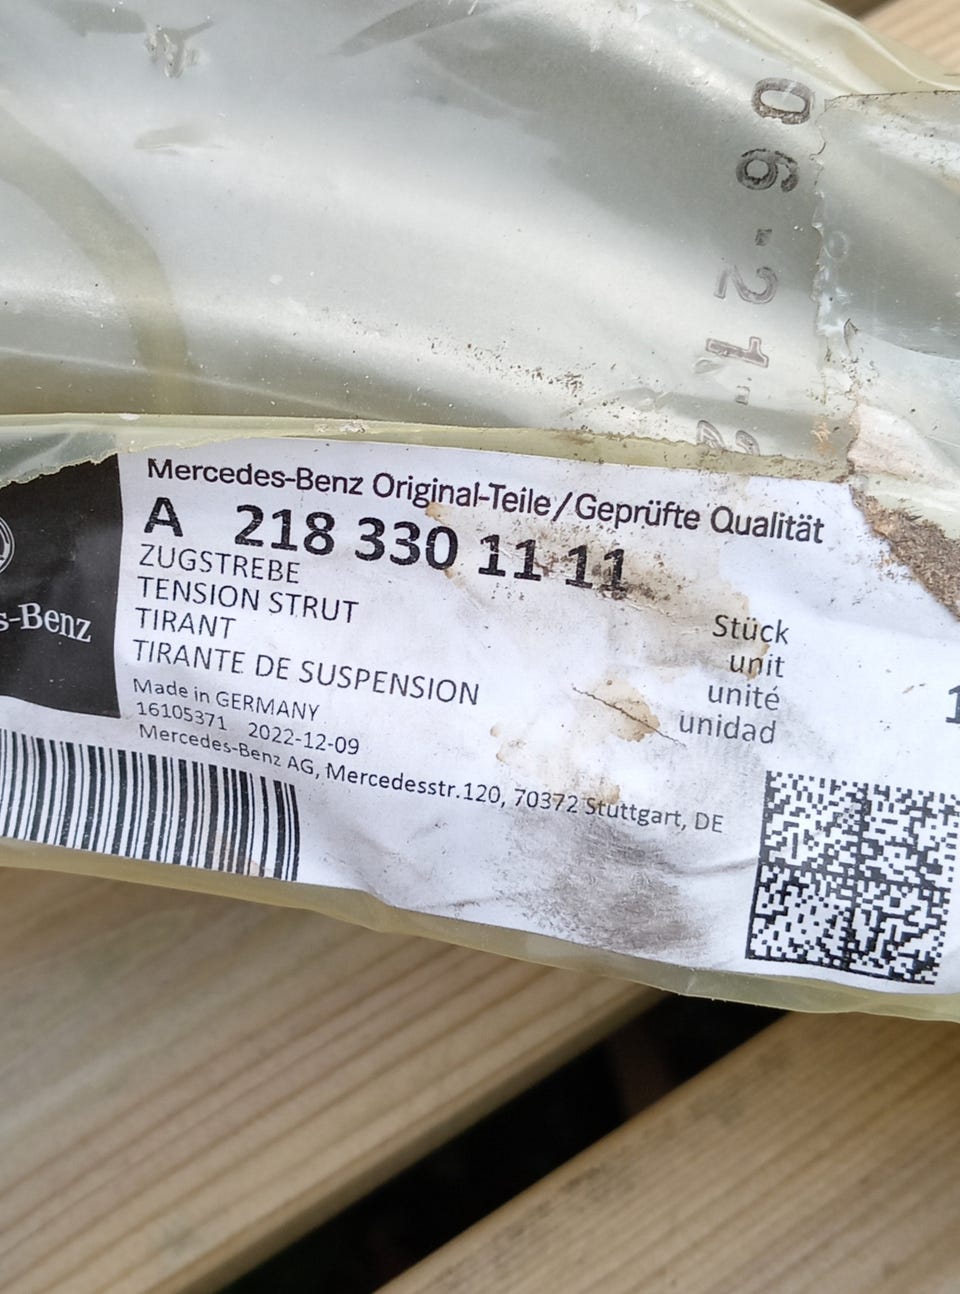 06-21-22
Mercedes-Benz Original-Teile/Geprüfte Qualität
A 218 330 11 11
ZUGSTREBE
TENSION STRUT
TIRANT
TIRANTE DE SUSPENSION
Stück
unit
unité
unidad
1
s-Benz
Made in GERMANY
16105371 2022-12-09
Mercedes-Benz AG, Mercedesstr.120, 70372 Stuttgart, DE